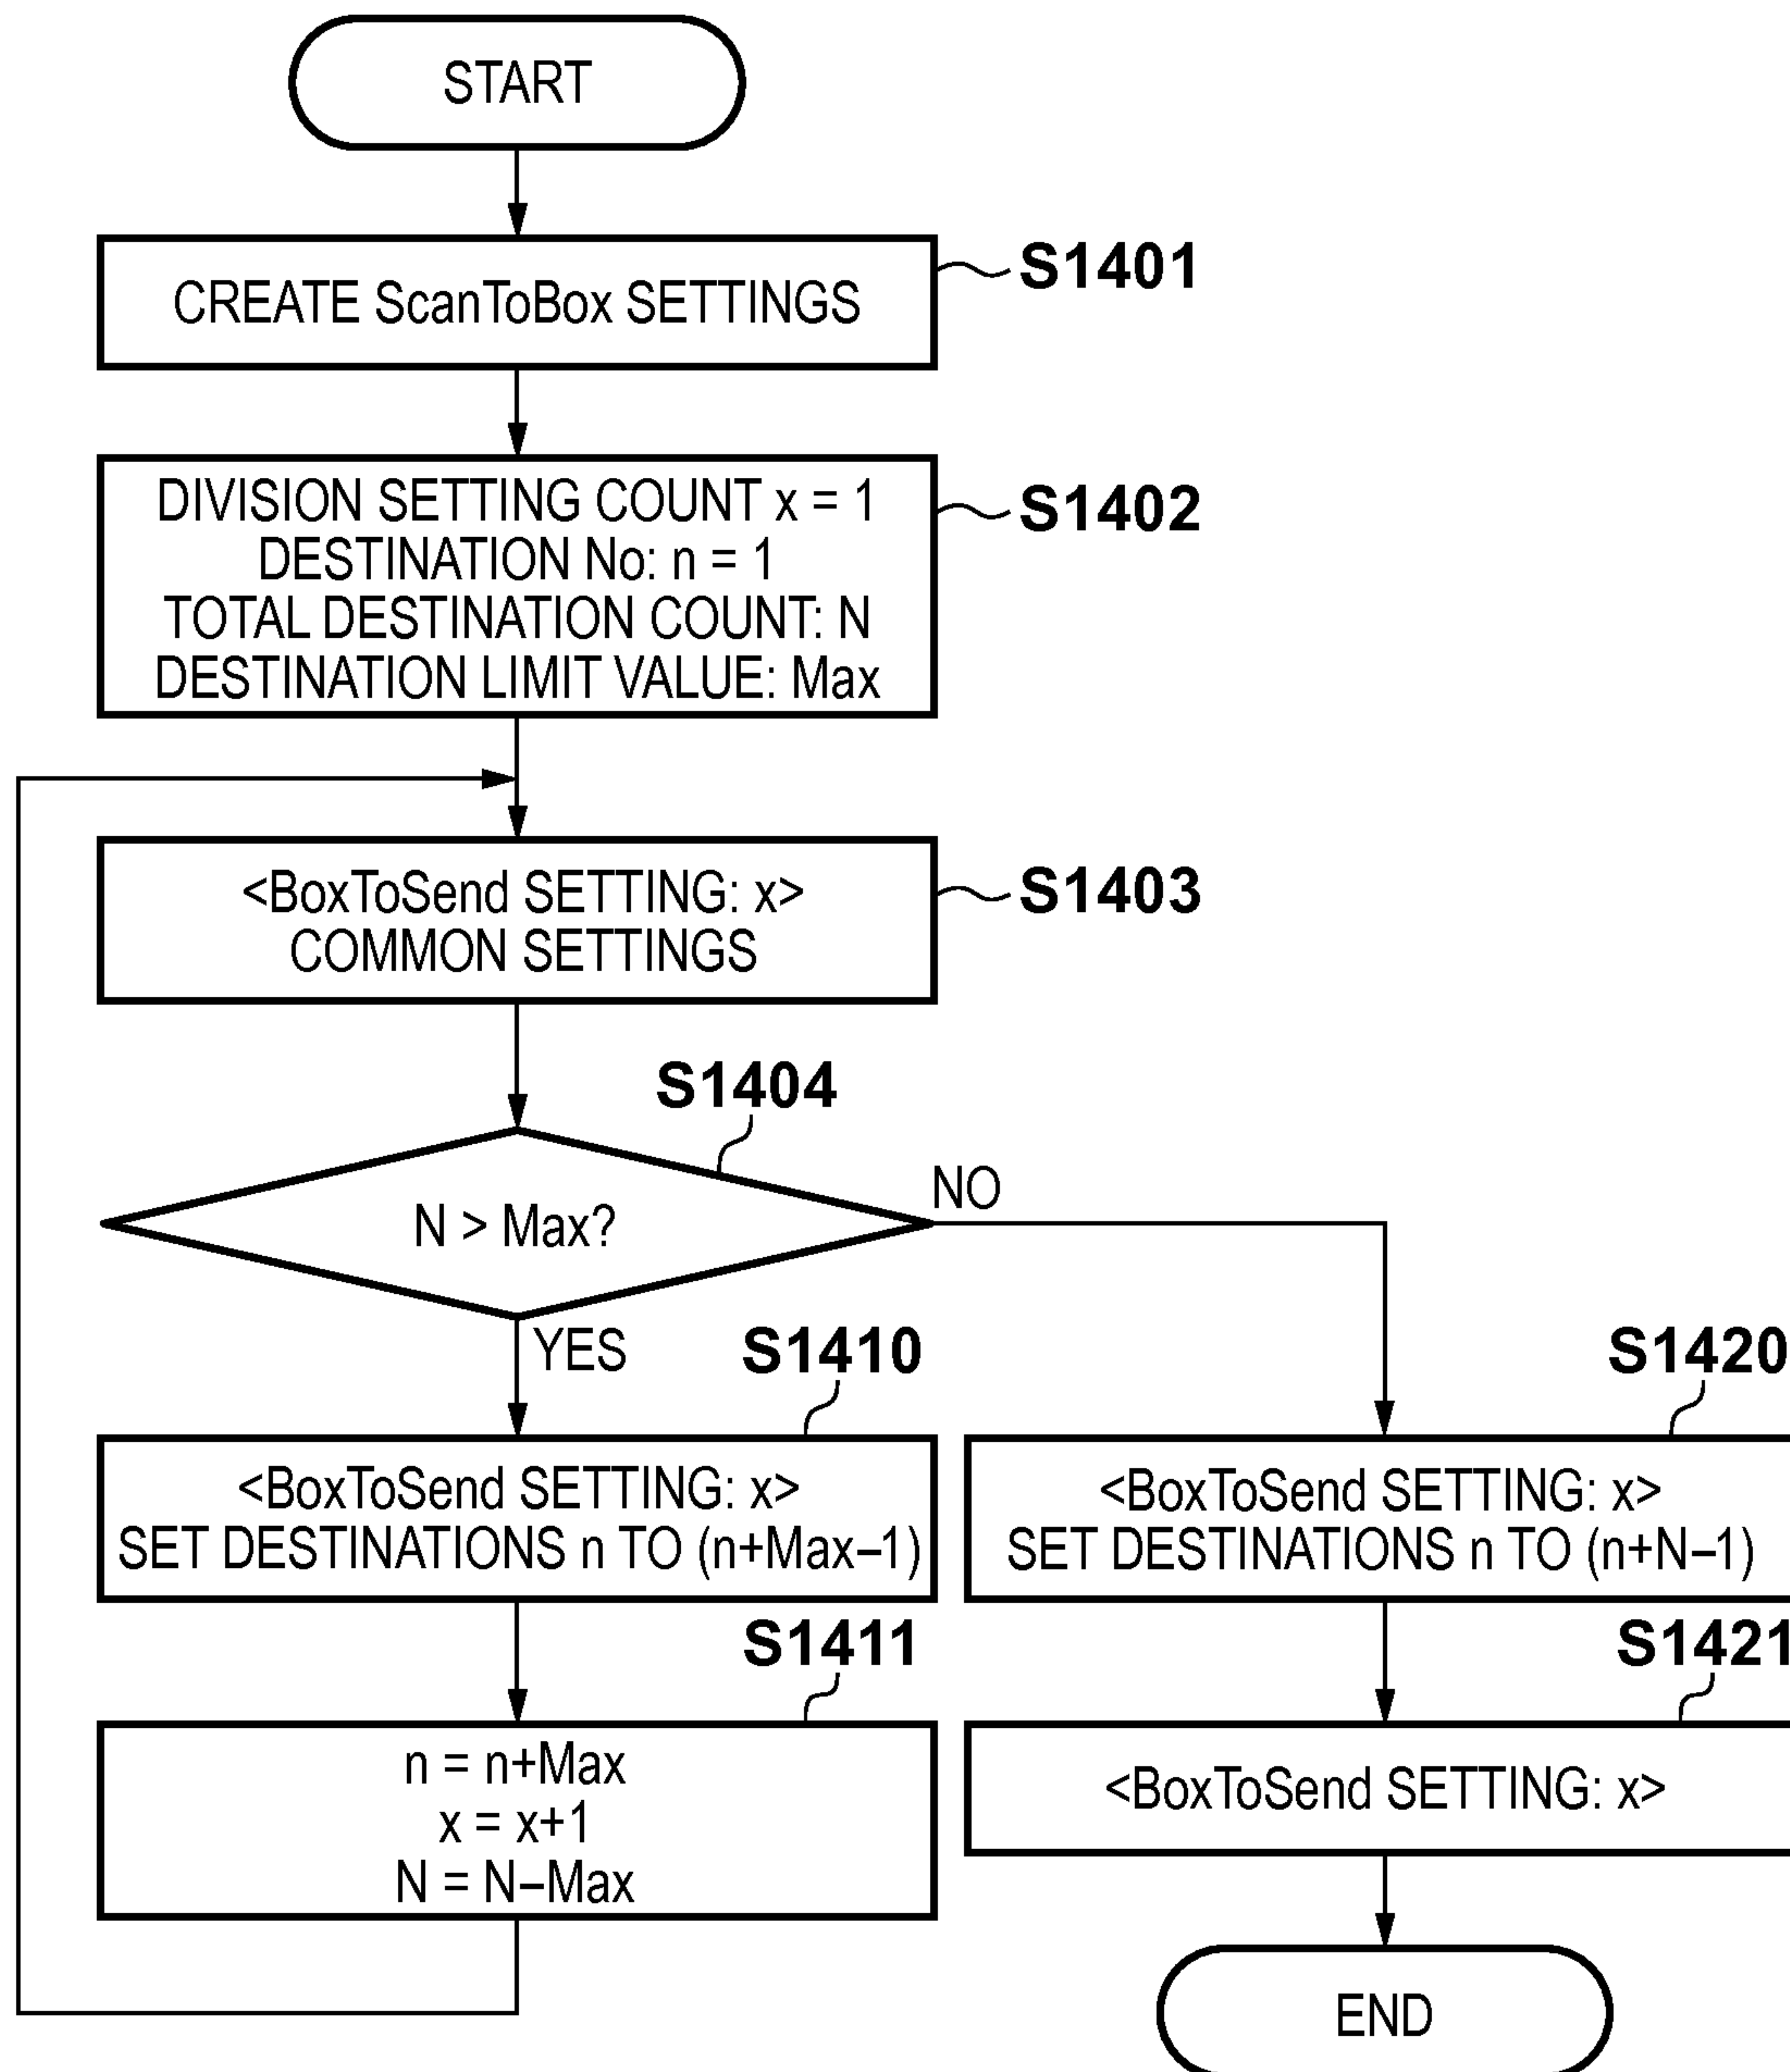 START
CREATE ScanToBox SETTINGS
S1401
DIVISION SETTING COUNT x = 1
DESTINATION No: n = 1
TOTAL DESTINATION COUNT: N
DESTINATION LIMIT VALUE: Max
S1402
<BoxToSend SETTING: x>
COMMON SETTINGS
S1403
S1404
N > Max?
NO
YES
S1410
<BoxToSend SETTING: x>
SET DESTINATIONS n TO (n+Max–1)
S1420
<BoxToSend SETTING: x>
SET DESTINATIONS n TO (n+N–1)
S1411
n = n+Max
x = x+1
N = N–Max
S1421
<BoxToSend SETTING: x>
END